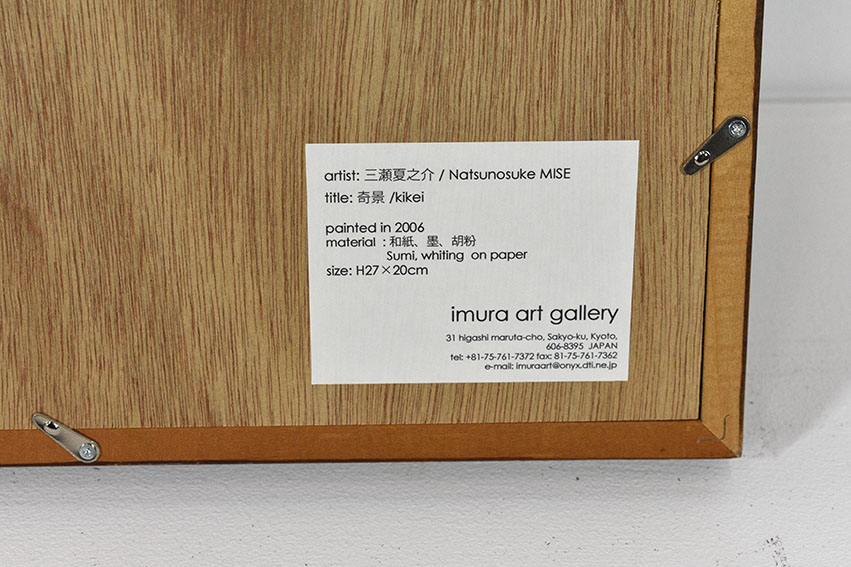 artist: 三瀬夏之介 / Natsunosuke MISE
title: 奇景 /kikei
painted in 2006
material : 和紙、墨、胡粉
Sumi, whiting on paper
size: H27×20cm
imura art gallery
31 higashi maruta-cho, Sakyo-ku, Kyoto,
606-8395 JAPAN
tel: +81-75-761-7372 fax: 81-75-761-7362
e-mail: imuraart@onyx.dti.ne.jp